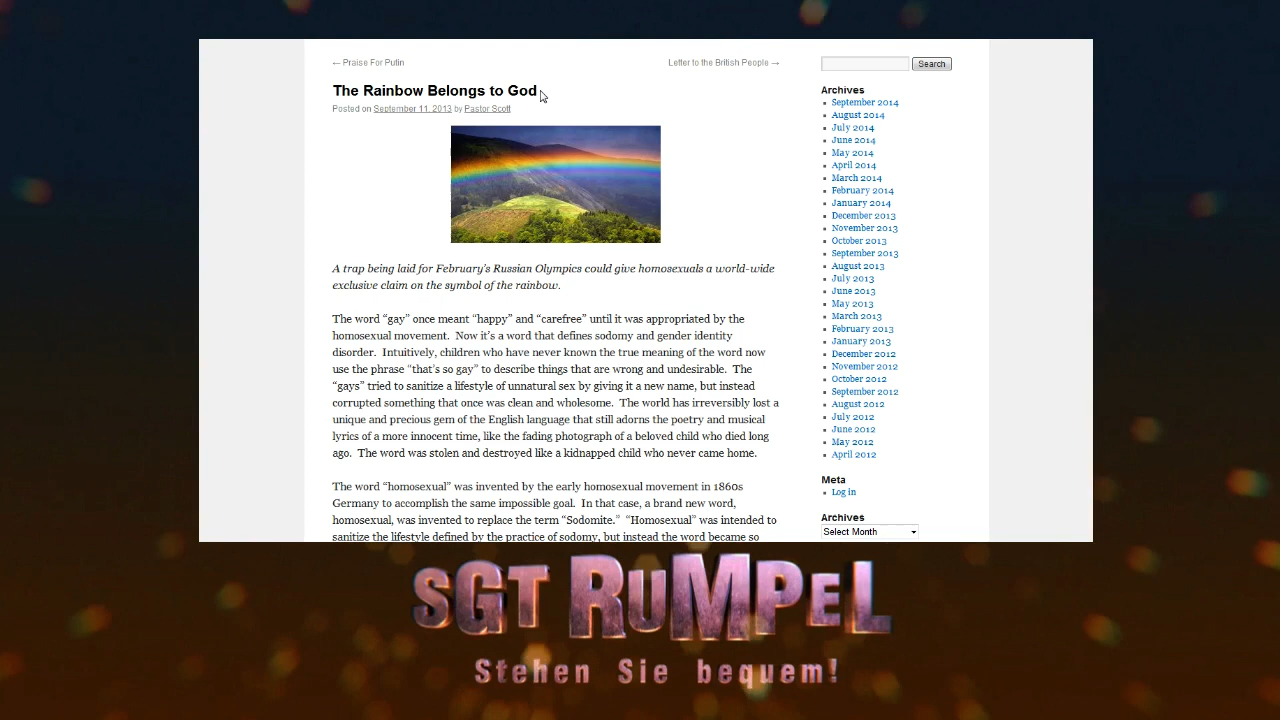 ← Praise For Putin
Letter to the British People →
The Rainbow Belongs to God
Posted on September 11, 2013 by Pastor Scott
A trap being laid for February's Russian Olympics could give homosexuals a world-wide
exclusive claim on the symbol of the rainbow.
The word “gay” once meant “happy” and “carefree” until it was appropriated by the
homosexual movement.  Now it’s a word that defines sodomy and gender identity
disorder.  Intuitively, children who have never known the true meaning of the word now
use the phrase “that’s so gay” to describe things that are wrong and undesirable.  The
“gays” tried to sanitize a lifestyle of unnatural sex by giving it a new name, but instead
corrupted something that once was clean and wholesome.  The world has irreversibly lost a
unique and precious gem of the English language that still adorns the poetry and musical
lyrics of a more innocent time, like the fading photograph of a beloved child who died long
ago.  The word was stolen and destroyed like a kidnapped child who never came home.
The word “homosexual” was invented by the early homosexual movement in 1860s
Germany to accomplish the same impossible goal.  In that case, a brand new word,
homosexual, was invented to replace the term “Sodomite.”  “Homosexual” was intended to
sanitize the lifestyle defined by the practice of sodomy, but instead the word became so
Search
Archives
September 2014
August 2014
July 2014
June 2014
May 2014
April 2014
March 2014
February 2014
January 2014
December 2013
November 2013
October 2013
September 2013
August 2013
July 2013
June 2013
May 2013
March 2013
February 2013
January 2013
December 2012
November 2012
October 2012
September 2012
August 2012
July 2012
June 2012
May 2012
April 2012
Meta
Log in
Archives
Select Month
SGT RUMPEL
Stehen Sie bequem!